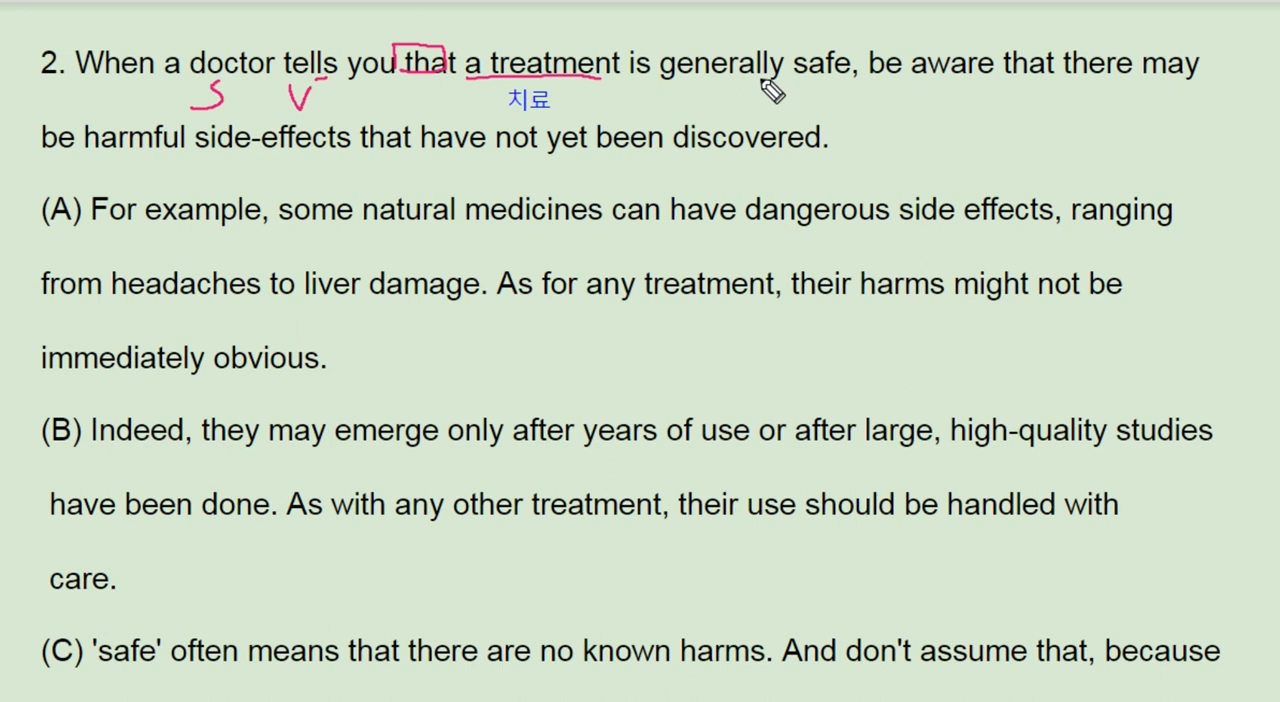 2. When a doctor tells you that a treatment is generally safe, be aware that there may
S V 치료
be harmful side-effects that have not yet been discovered.
(A) For example, some natural medicines can have dangerous side effects, ranging
from headaches to liver damage. As for any treatment, their harms might not be
immediately obvious.
(B) Indeed, they may emerge only after years of use or after large, high-quality studies
have been done. As with any other treatment, their use should be handled with
care.
(C) 'safe' often means that there are no known harms. And don't assume that, because